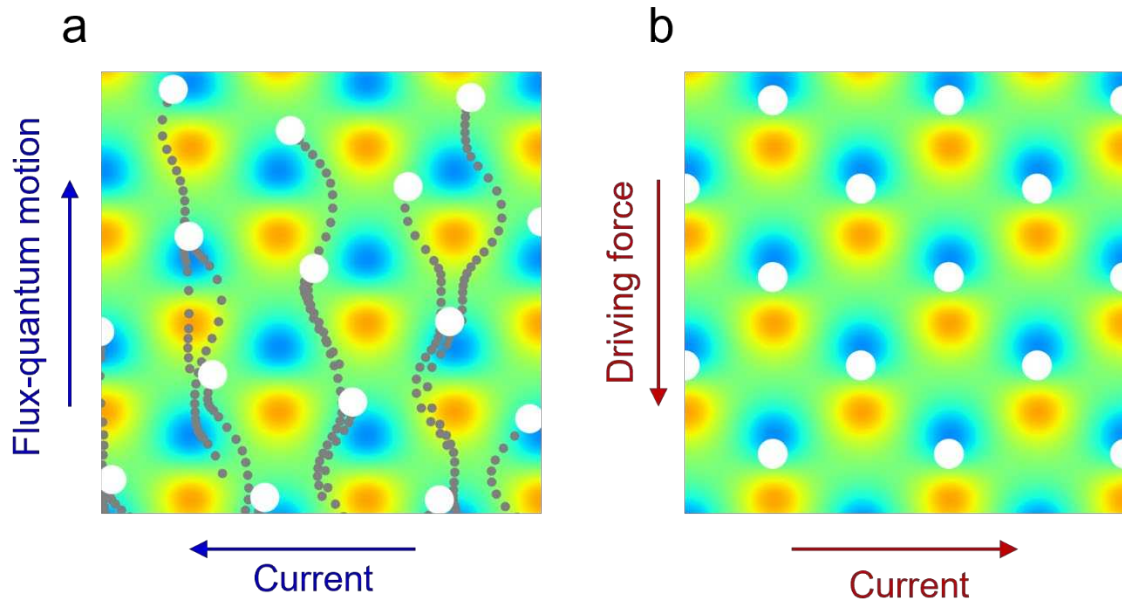 a
b
Flux-quantum motion
Driving force
Current
Current